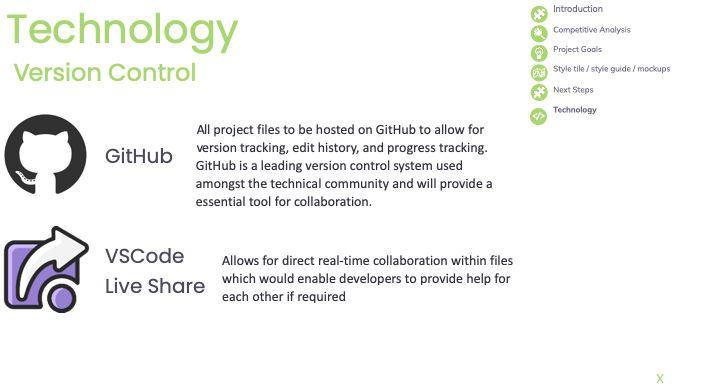 Technology
Version Control
GitHub
All project files to be hosted on GitHub to allow for
version tracking, edit history, and progress tracking.
GitHub is a leading version control system used
amongst the technical community and will provide a
essential tool for collaboration.
VSCode
Live Share
Allows for direct real-time collaboration within files
which would enable developers to provide help for
each other if required
Introduction
Competitive Analysis
Project Goals
Style tile / style guide / mockups
Next Steps
Technology
X